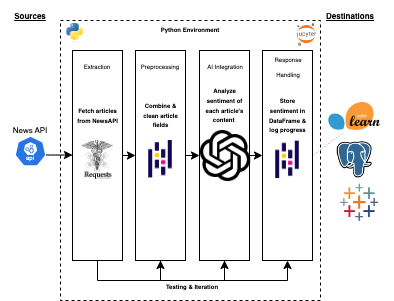 Sources
Python Environment
Destinations
jupyter
Extraction
Preprocessing
AI Integration
Response
Handling
Fetch articles
from NewsAPI
Combine &
clean article
fields
Analyze
sentiment of
each article's
content
Store
sentiment in
DataFrame &
log progress
News API
api
Requests
learn
Testing & Iteration